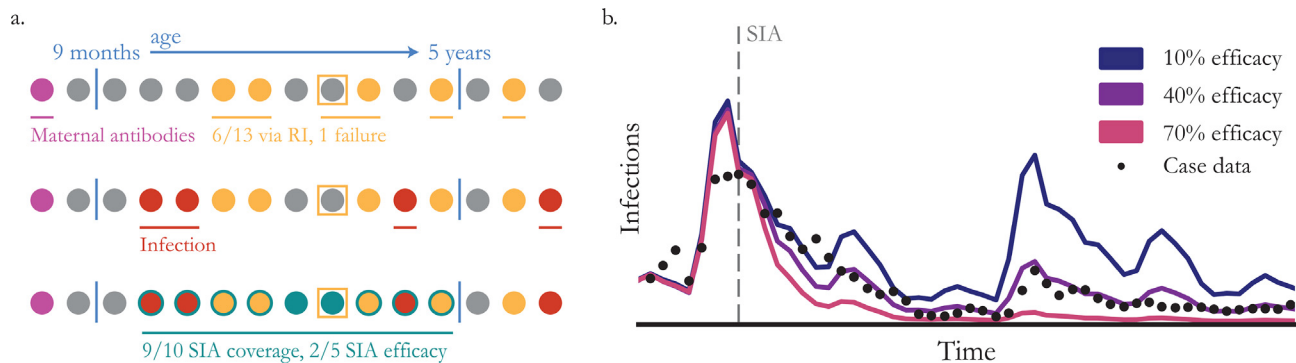 a.
9 months
age
5 years
Maternal antibodies
6/13 via RI, 1 failure
Infection
9/10 SIA coverage, 2/5 SIA efficacy
b.
SIA
10% efficacy
40% efficacy
70% efficacy
Case data
Infections
Time